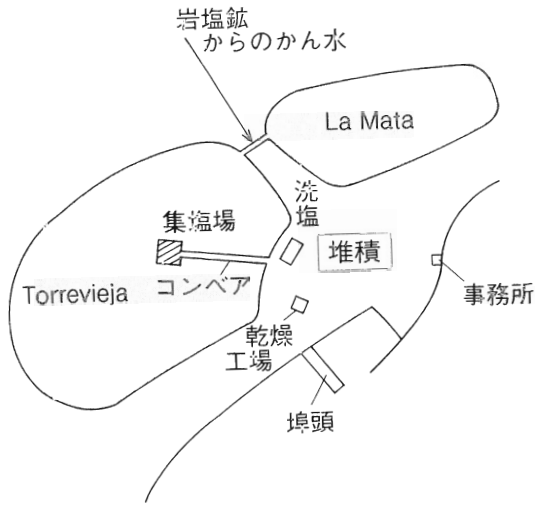 岩塩鉱
からのかん水
La Mata
洗
塩
集塩場
堆積
Torrevieja
コンベア
事務所
乾燥
工場
埠頭